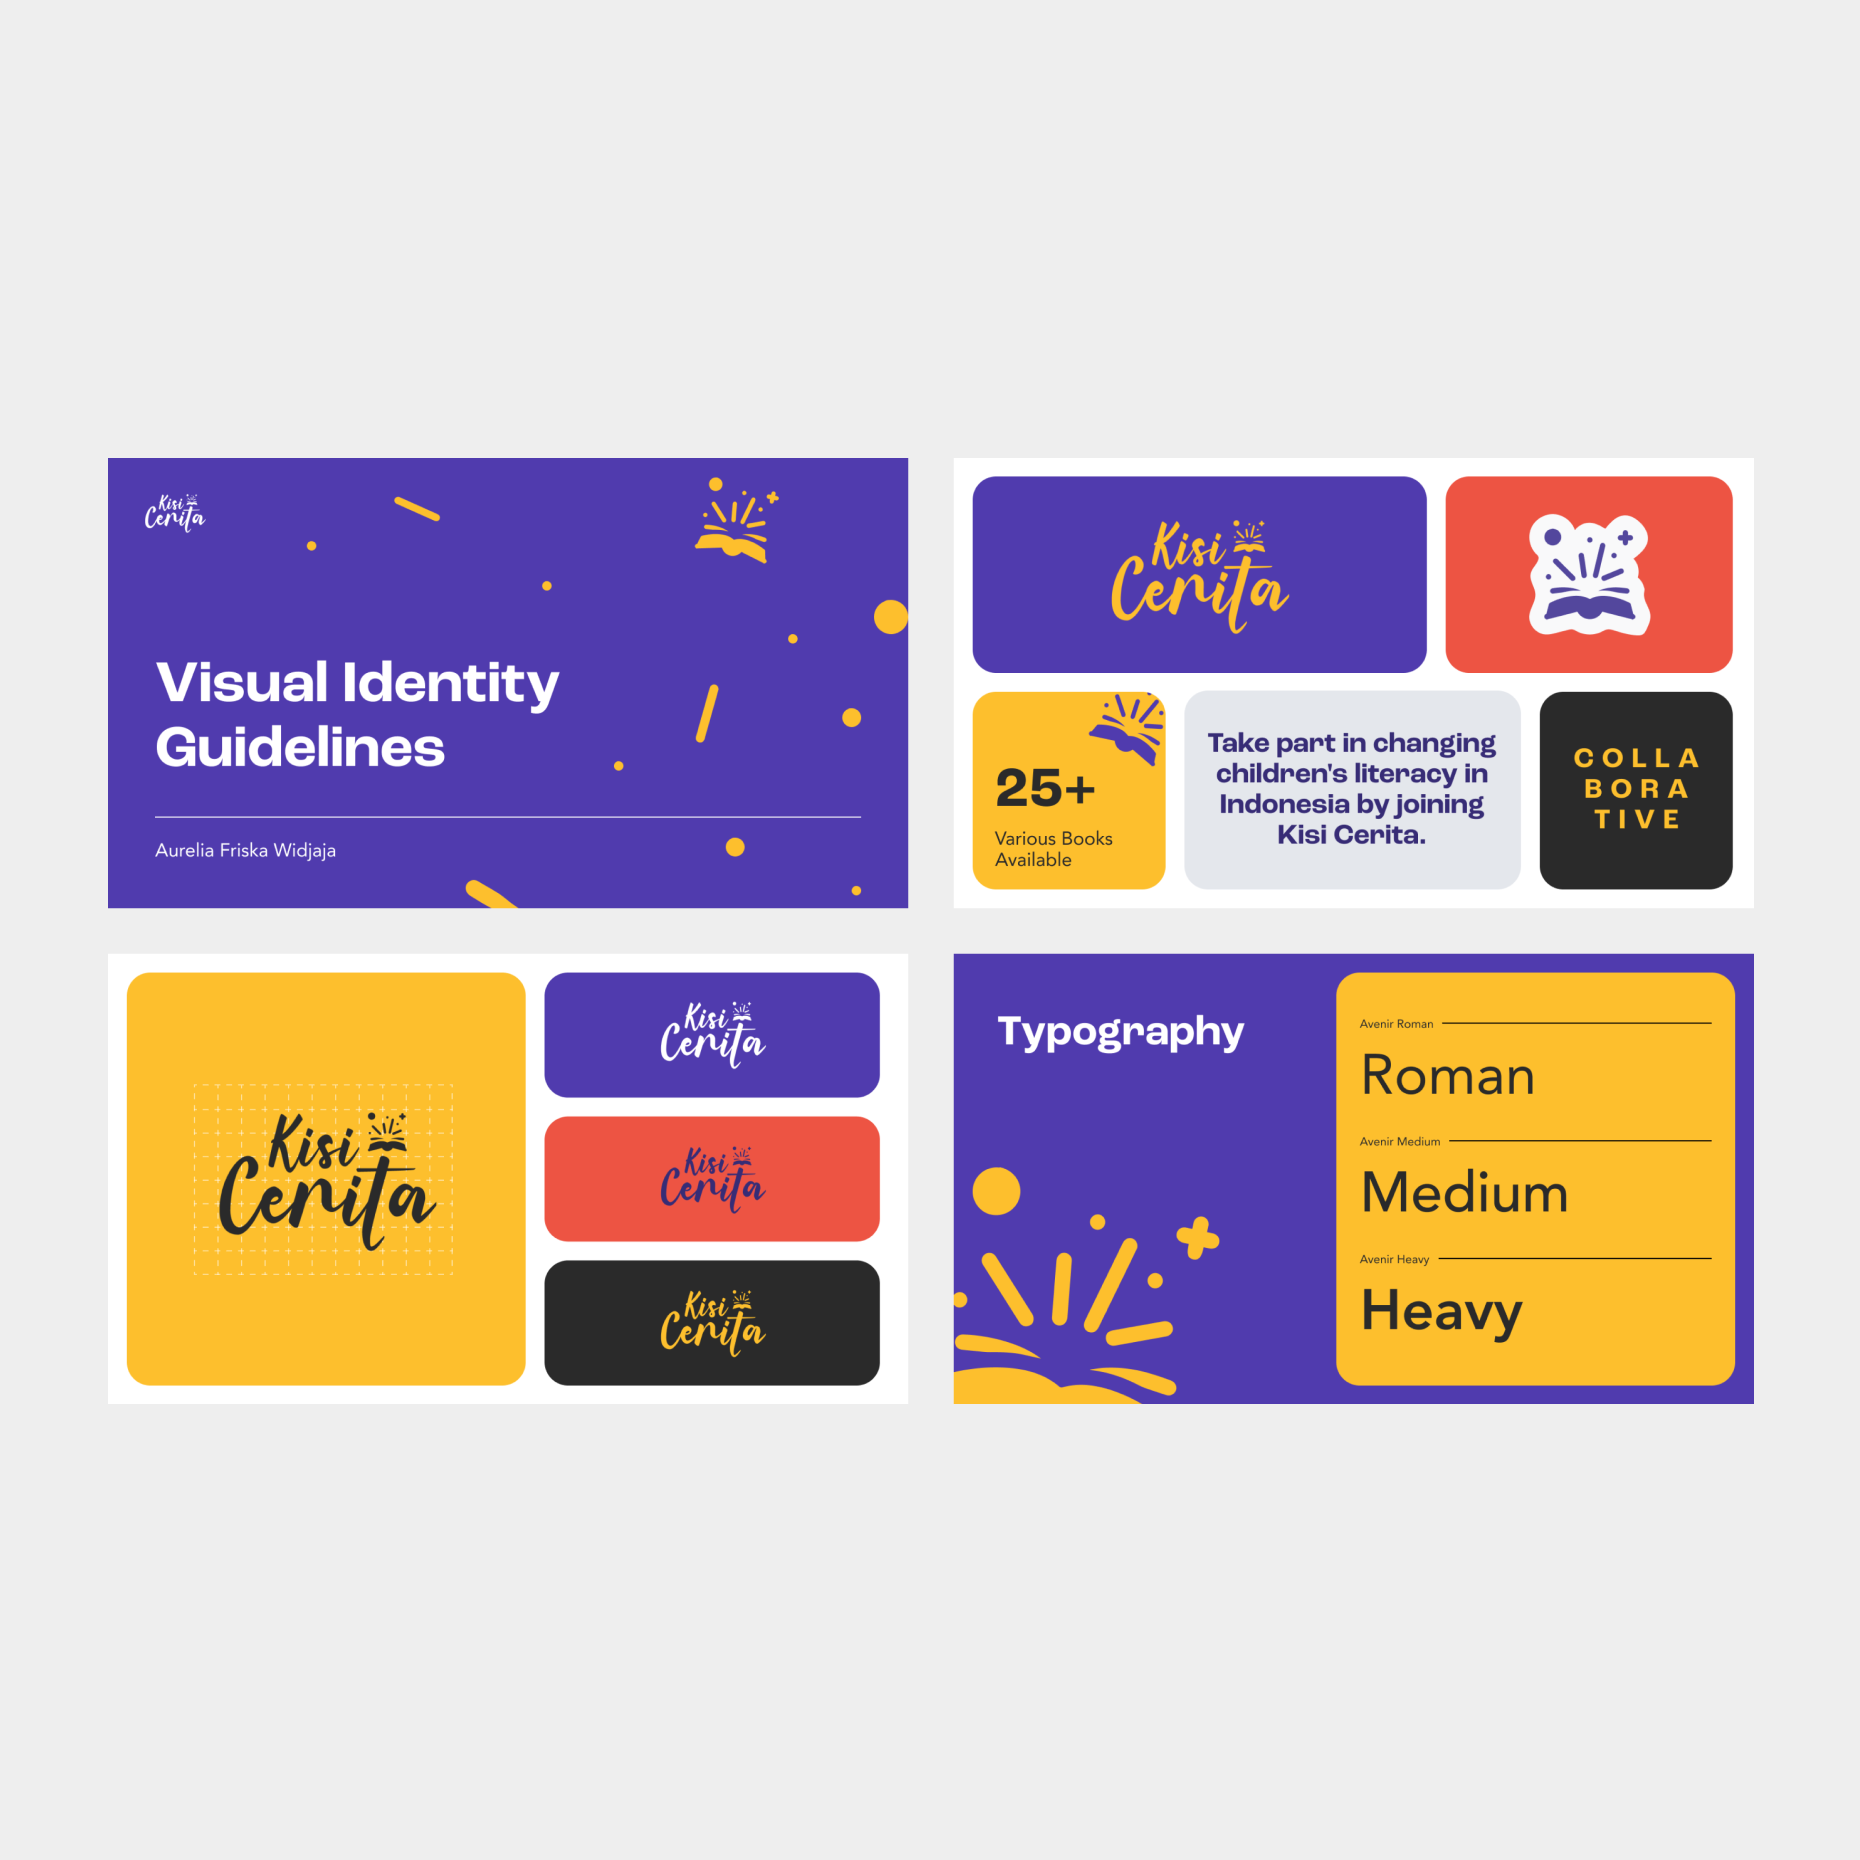 Kisi
Cerita
Visual Identity
Guidelines
Aurelia Friska Widjaja
Kisi
Cerita
25+
Various Books
Available
Take part in changing
children's literacy in
Indonesia by joining
Kisi Cerita.
COLLA
BORA
TIVE
Kisi
Cerita
Kisi
Cerita
Kisi
Cerita
Kisi
Cerita
Typography
Avenir Roman
Roman
Avenir Medium
Medium
Avenir Heavy
Heavy